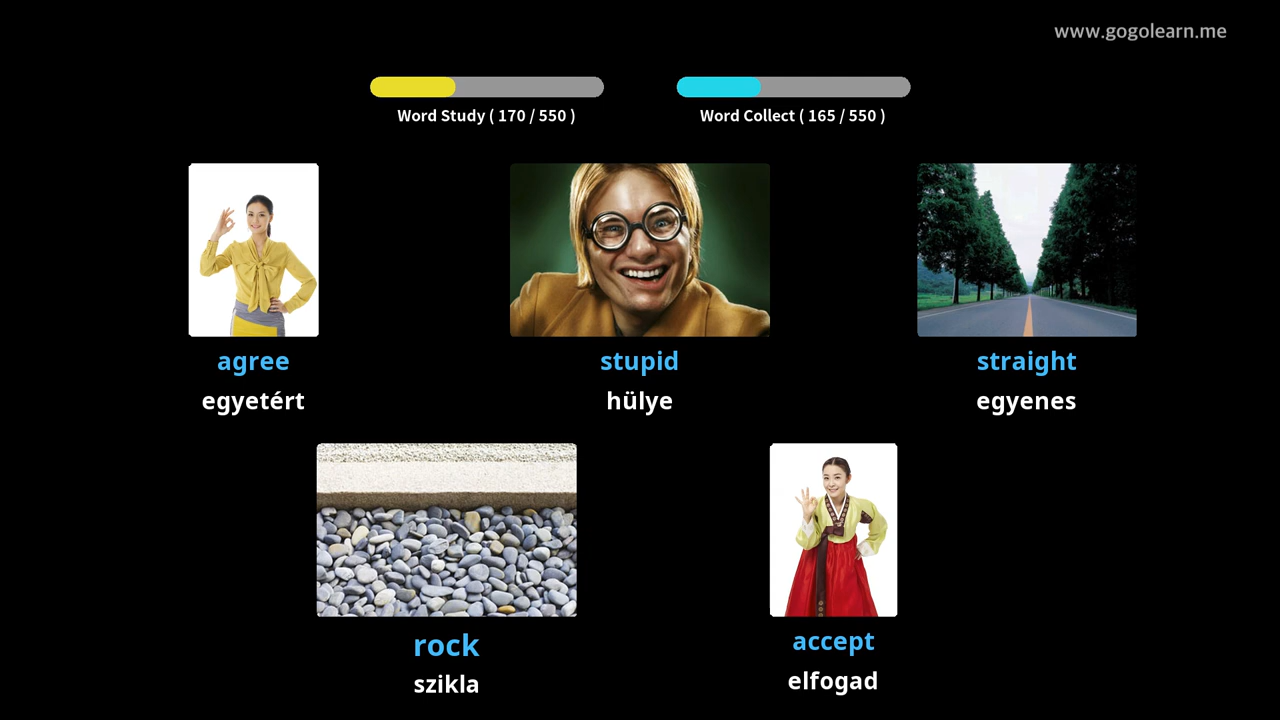 www.gogolearn.me
Word Study ( 170 / 550 )
Word Collect ( 165 / 550 )
agree
egyetért
stupid
hülye
straight
egyenes
rock
szikla
accept
elfogad